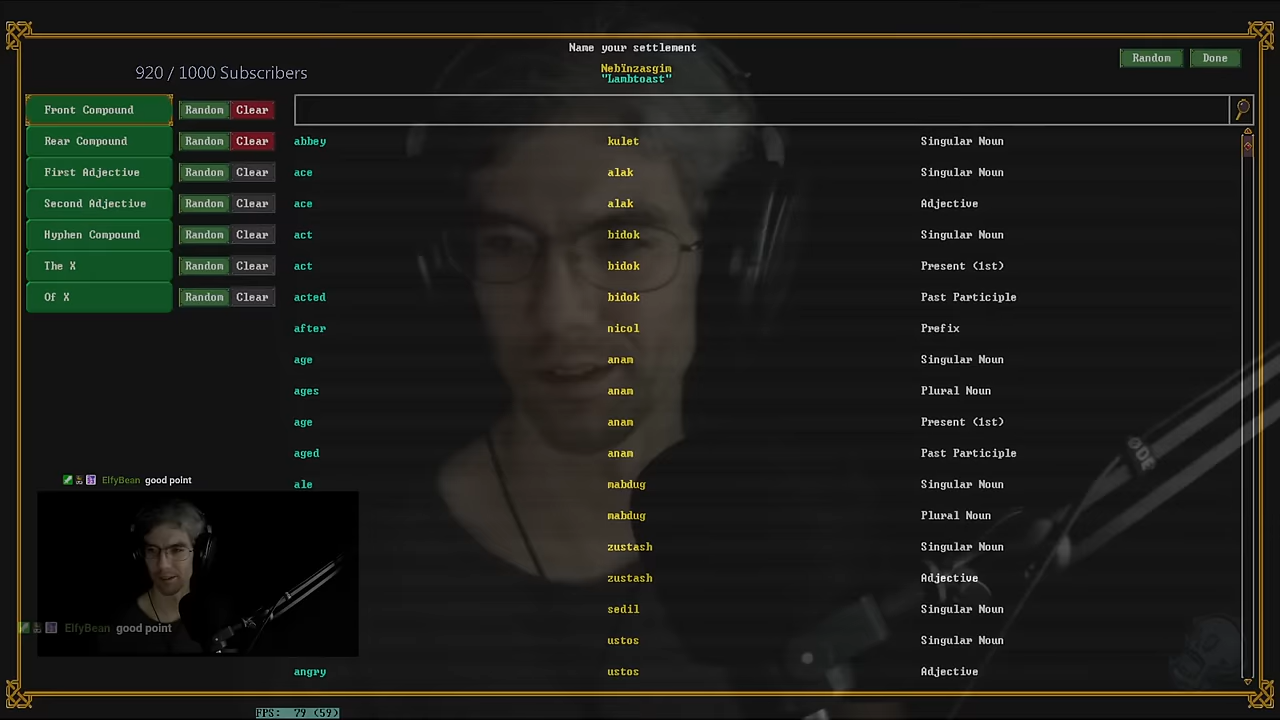 Name your settlement
Nebïnzasgim
"Lambtoast"
Random Done
920 / 1000 Subscribers
Front Compound Random Clear
Rear Compound Random Clear
First Adjective Random Clear
Second Adjective Random Clear
Hyphen Compound Random Clear
The X Random Clear
Of X Random Clear
abbey kulet Singular Noun
ace alak Singular Noun
ace alak Adjective
act bidok Singular Noun
act bidok Present (1st)
acted bidok Past Participle
after nicol Prefix
age anam Singular Noun
ages anam Plural Noun
age anam Present (1st)
aged anam Past Participle
ale mabdug Singular Noun
mabdug Plural Noun
zustash Singular Noun
zustash Adjective
sedil Singular Noun
ustos Singular Noun
angry ustos Adjective
ElfyBean good point
ElfyBean good point
FPS: 79 (59)